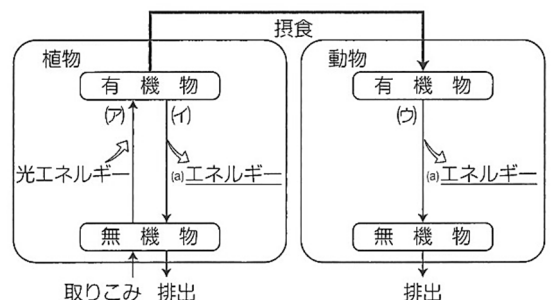 摂食
植物
動物
有機物
有機物
(ア)
(イ)
(ウ)
光エネルギー
(a)エネルギー
(a)エネルギー
無機物
無機物
取りこみ
排出
排出